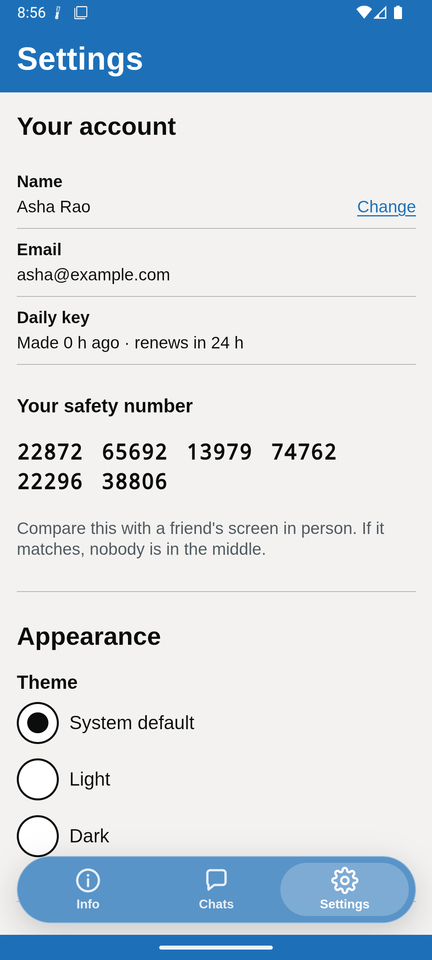 8:56
Settings
Your account
Name
Asha Rao
Change
Email
asha@example.com
Daily key
Made 0 h ago · renews in 24 h
Your safety number
22872 65692 13979 74762
22296 38806
Compare this with a friend's screen in person. If it
matches, nobody is in the middle.
Appearance
Theme
System default
Light
Dark
Info
Chats
Settings